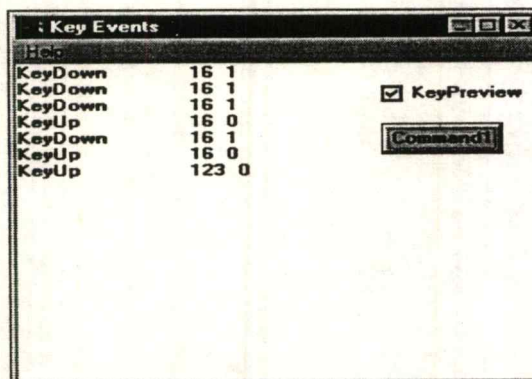 Key Events
Help
KeyDown 16 1
KeyDown 16 1
KeyDown 16 1
KeyUp 16 0
KeyDown 16 1
KeyUp 16 0
KeyUp 123 0
KeyPreview
Command1